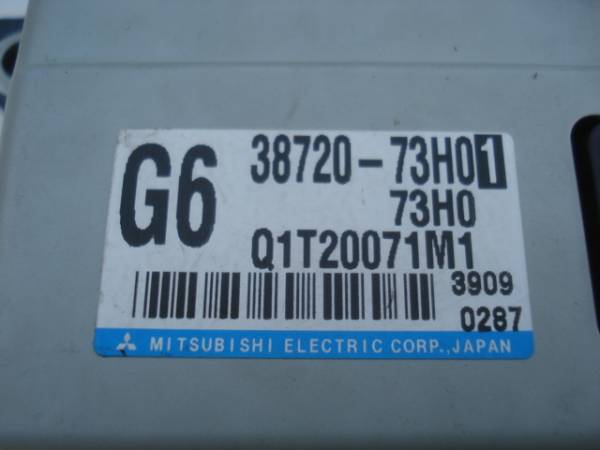 G6 38720-73H01
73H0
Q1T20071M1
3909
0287
MITSUBISHI ELECTRIC CORP.,JAPAN